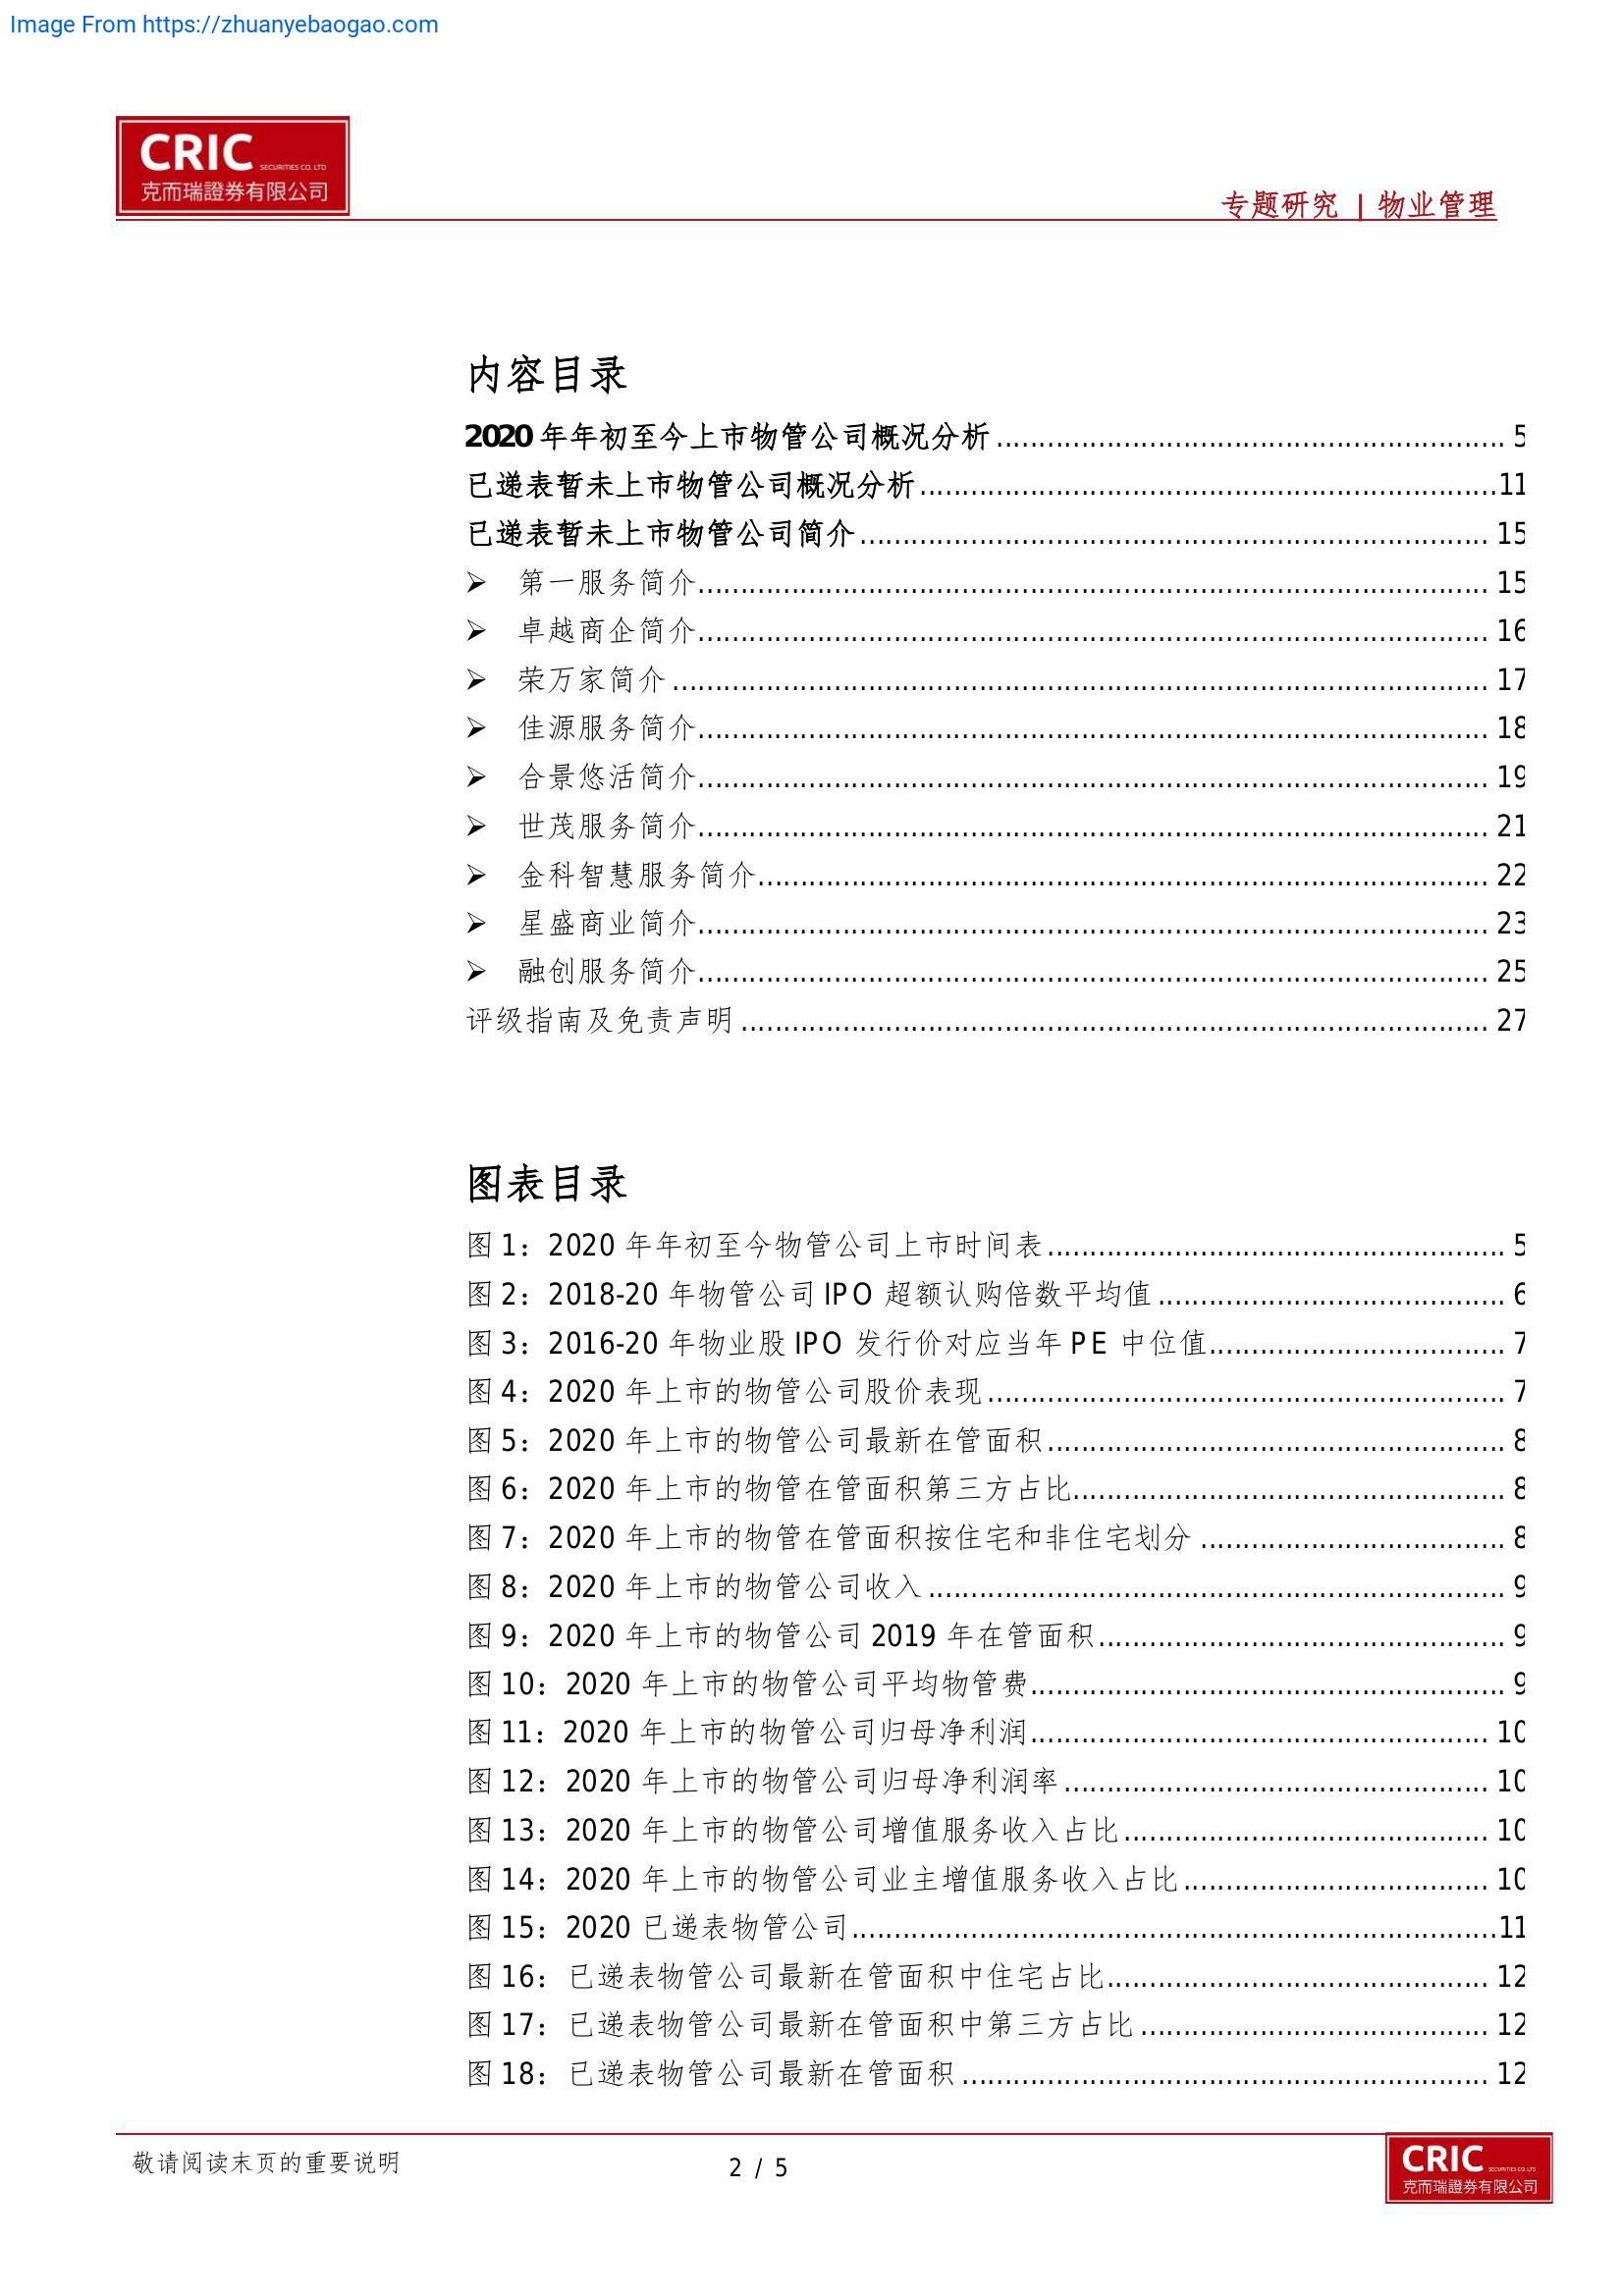 Image From https://zhuanyebaogao.com
CRIC SECURITIES CO. LTD
克而瑞證券有限公司
专题研究 | 物业管理
内容目录
2020 年年初至今上市物管公司概况分析 ............................................................ 5
已递表暂未上市物管公司概况分析 .................................................................... 11
已递表暂未上市物管公司简介 .......................................................................... 15
➢ 第一服务简介 ............................................................................................. 15
➢ 卓越商企简介 ............................................................................................. 16
➢ 荣万家简介 ................................................................................................ 17
➢ 佳源服务简介 ............................................................................................. 18
➢ 合景悠活简介 ............................................................................................. 19
➢ 世茂服务简介 ............................................................................................. 21
➢ 金科智慧服务简介 ...................................................................................... 22
➢ 星盛商业简介 ............................................................................................. 23
➢ 融创服务简介 ............................................................................................. 25
评级指南及免责声明 ........................................................................................ 27
图表目录
图 1：2020 年年初至今物管公司上市时间表 ...................................................... 5
图 2：2018-20 年物管公司 IPO 超额认购倍数平均值 ......................................... 6
图 3：2016-20 年物业股 IPO 发行价对应当年 PE 中位值 ................................... 7
图 4：2020 年上市的物管公司股价表现 ............................................................. 7
图 5：2020 年上市的物管公司最新在管面积 ...................................................... 8
图 6：2020 年上市的物管在管面积第三方占比 ................................................... 8
图 7：2020 年上市的物管在管面积按住宅和非住宅划分 .................................... 8
图 8：2020 年上市的物管公司收入 .................................................................... 9
图 9：2020 年上市的物管公司 2019 年在管面积 ................................................ 9
图 10：2020 年上市的物管公司平均物管费 ........................................................ 9
图 11：2020 年上市的物管公司归母净利润 ...................................................... 10
图 12：2020 年上市的物管公司归母净利润率 .................................................. 10
图 13：2020 年上市的物管公司增值服务收入占比 ........................................... 10
图 14：2020 年上市的物管公司业主增值服务收入占比 .................................... 10
图 15：2020 已递表物管公司 ........................................................................... 11
图 16：已递表物管公司最新在管面积中住宅占比 ............................................. 12
图 17：已递表物管公司最新在管面积中第三方占比 ......................................... 12
图 18：已递表物管公司最新在管面积 .............................................................. 12
敬请阅读末页的重要说明
2 / 5
CRIC SECURITIES CO. LTD
克而瑞證券有限公司